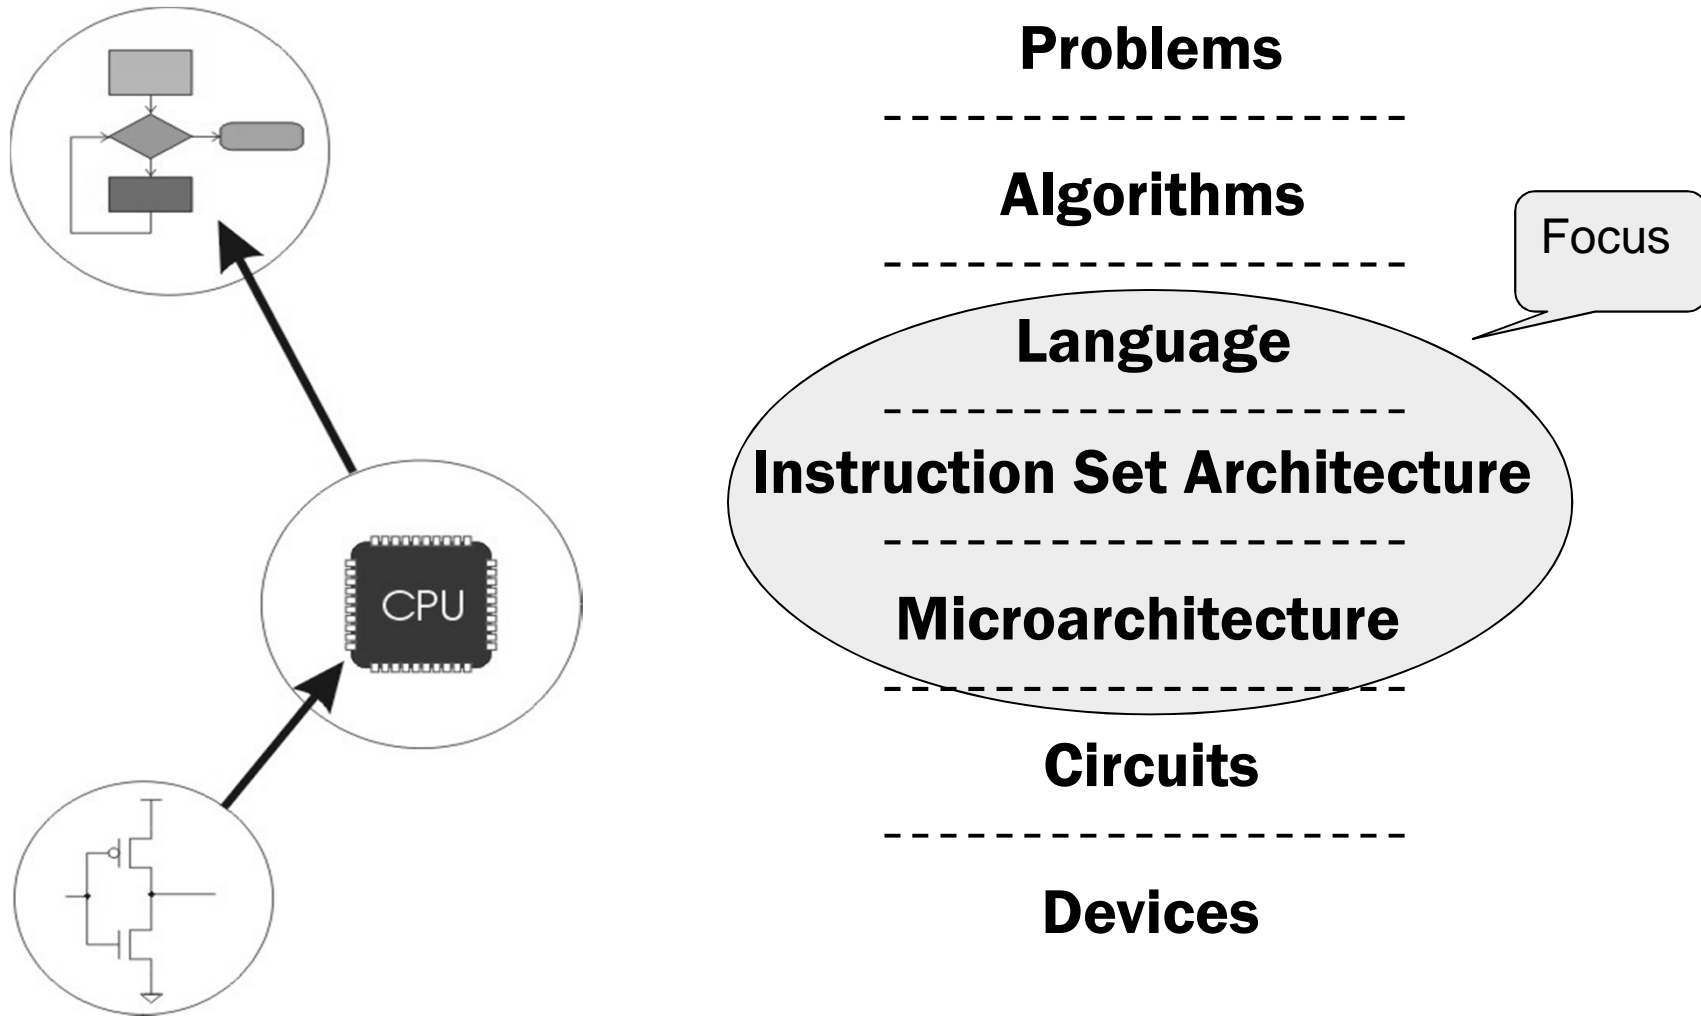 Problems
Algorithms
Focus
Language
Instruction Set Architecture
CPU
Microarchitecture
Circuits
Devices